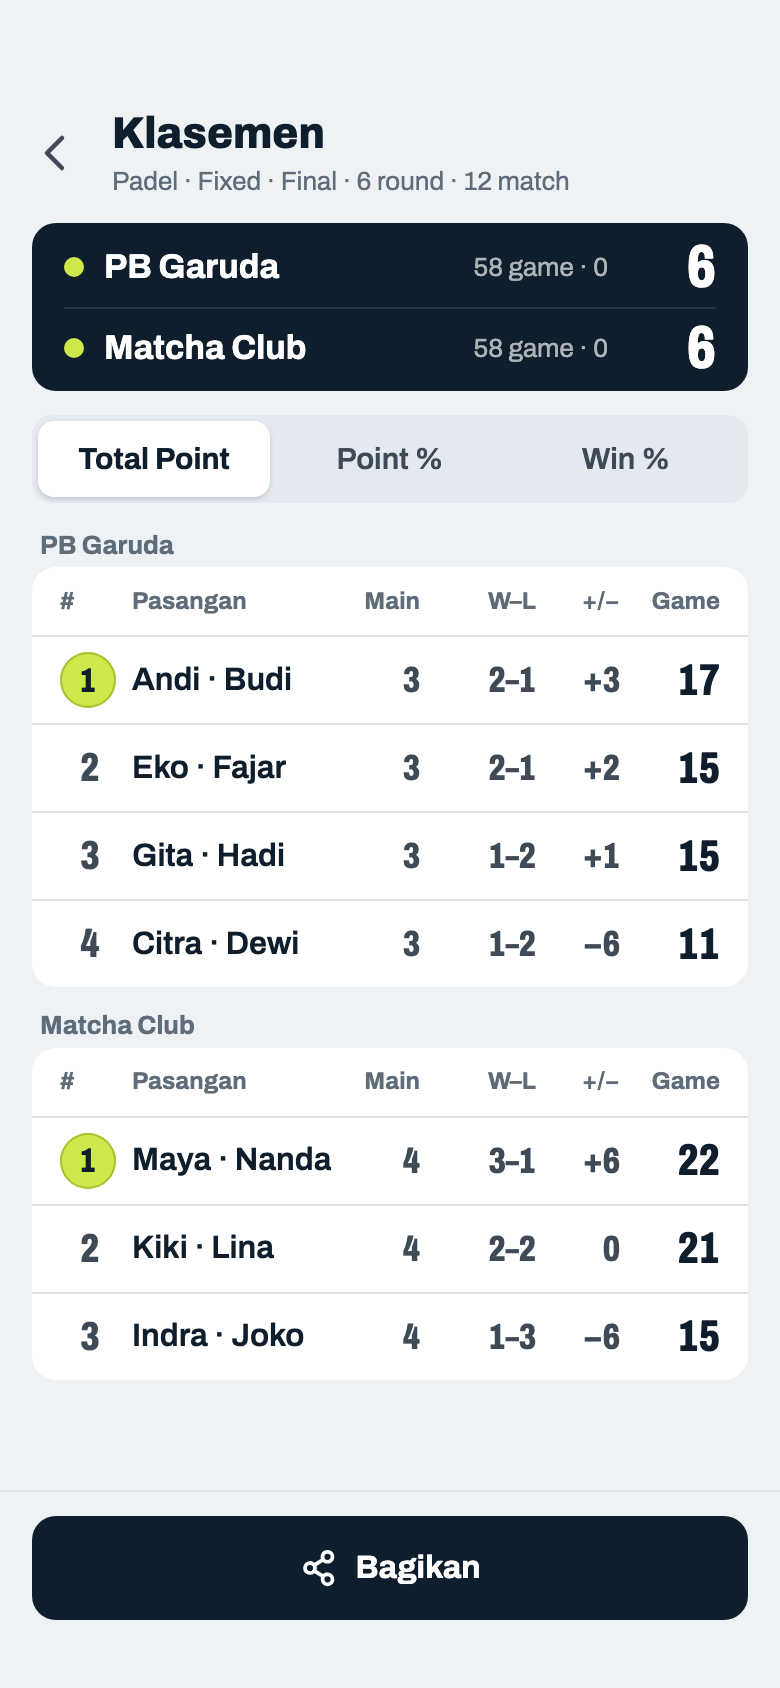 Klasemen
Padel · Fixed · Final · 6 round · 12 match
PB Garuda 58 game · 0 6
Matcha Club 58 game · 0 6
Total Point Point % Win %
PB Garuda
# Pasangan Main W–L +/− Game
1 Andi · Budi 3 2–1 +3 17
2 Eko · Fajar 3 2–1 +2 15
3 Gita · Hadi 3 1–2 +1 15
4 Citra · Dewi 3 1–2 −6 11
Matcha Club
# Pasangan Main W–L +/− Game
1 Maya · Nanda 4 3–1 +6 22
2 Kiki · Lina 4 2–2 0 21
3 Indra · Joko 4 1–3 −6 15
Bagikan